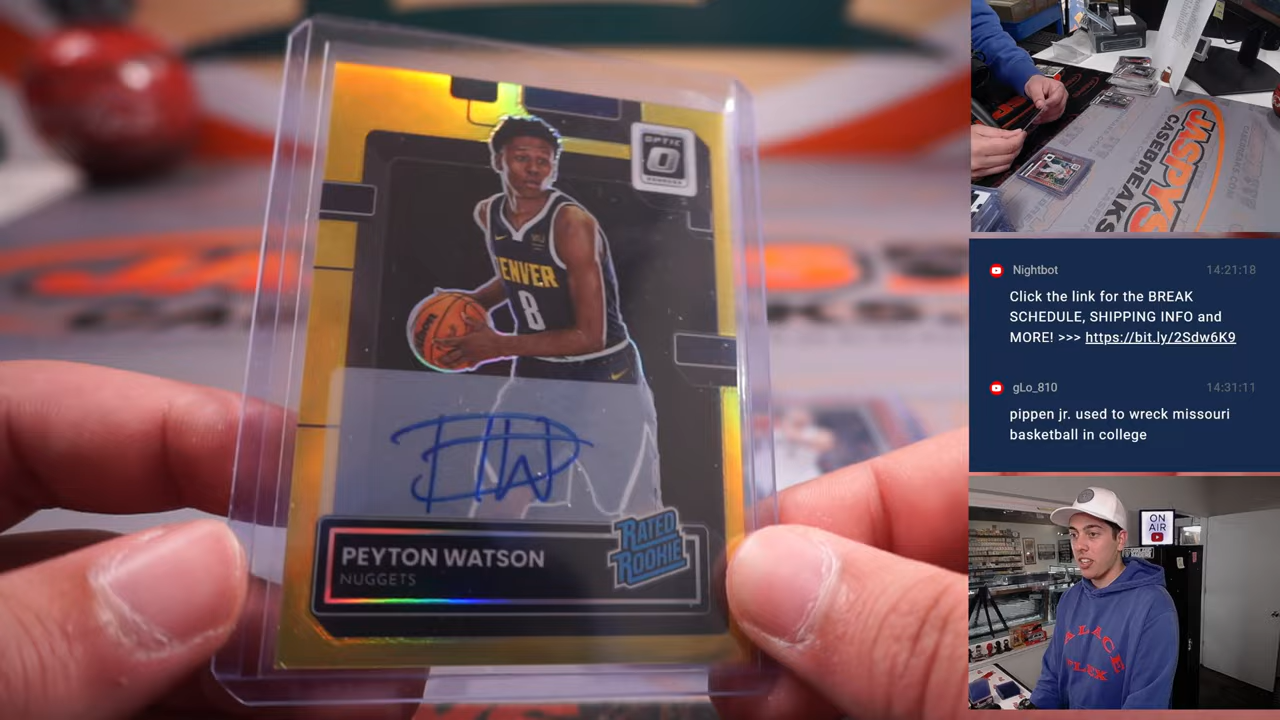 OPTIC
DONRUSS
DENVER
8
PEYTON WATSON
NUGGETS
RATED
ROOKIE
JASPY'S
CASEBREAKS
Nightbot
14:21:18
Click the link for the BREAK
SCHEDULE, SHIPPING INFO and
MORE! >>> https://bit.ly/2Sdw6K9
gLo_810
14:31:11
pippen jr. used to wreck missouri
basketball in college
ON
AIR
PALACE